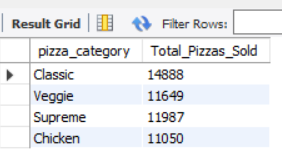 Result Grid Filter Rows:
pizza_category Total_Pizzas_Sold
Classic 14888
Veggie 11649
Supreme 11987
Chicken 11050